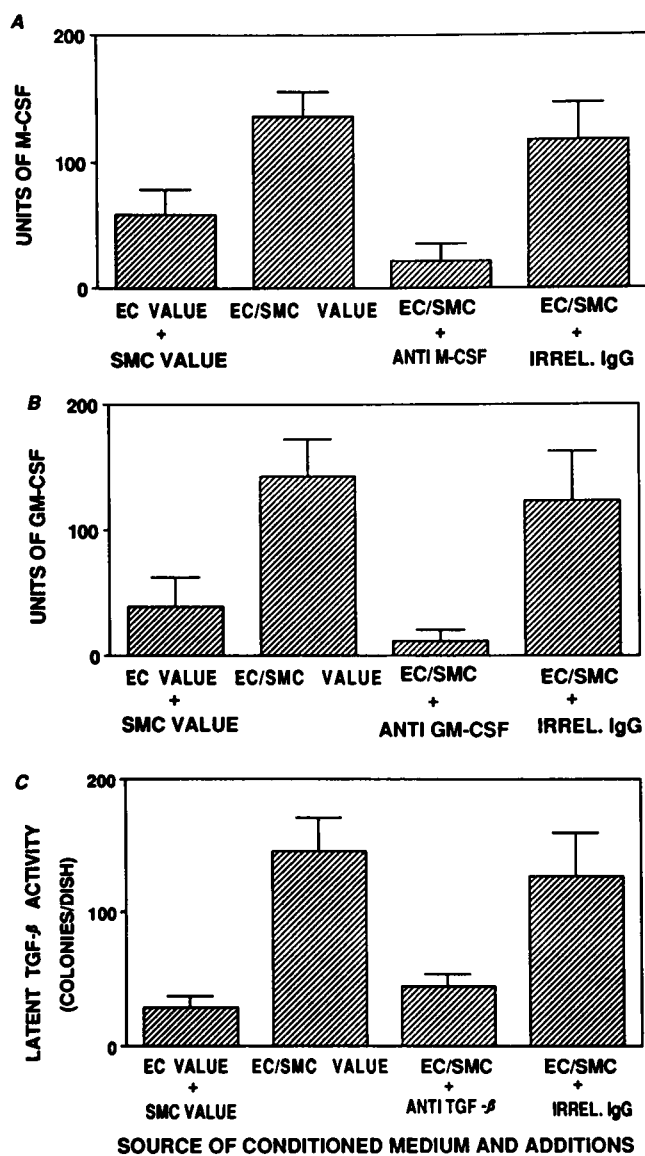 A
200
UNITS OF M-CSF
100
0
EC VALUE
+
SMC VALUE
EC/SMC VALUE
EC/SMC
+
ANTI M-CSF
EC/SMC
+
IRREL. IgG
B
200
UNITS OF GM-CSF
100
0
EC VALUE
+
SMC VALUE
EC/SMC VALUE
EC/SMC
+
ANTI GM-CSF
EC/SMC
+
IRREL. IgG
C
200
LATENT TGF-β ACTIVITY
(COLONIES/DISH)
100
0
EC VALUE
+
SMC VALUE
EC/SMC VALUE
EC/SMC
+
ANTI TGF -β
EC/SMC
+
IRREL. IgG
SOURCE OF CONDITIONED MEDIUM AND ADDITIONS